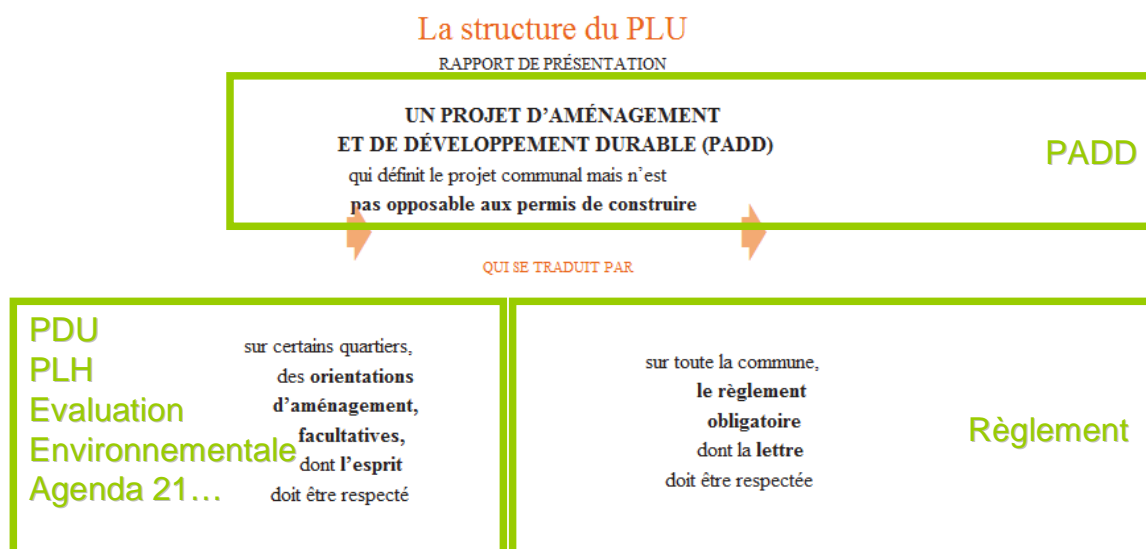 La structure du PLU
RAPPORT DE PRÉSENTATION
UN PROJET D’AMÉNAGEMENT
ET DE DÉVELOPPEMENT DURABLE (PADD)
qui définit le projet communal mais n’est
pas opposable aux permis de construire
PADD
QUI SE TRADUIT PAR
PDU
PLH
Evaluation
Environnementale
Agenda 21…
sur certains quartiers,
des orientations
d’aménagement,
facultatives,
dont l’esprit
doit être respecté
sur toute la commune,
le règlement
obligatoire
dont la lettre
doit être respectée
Règlement